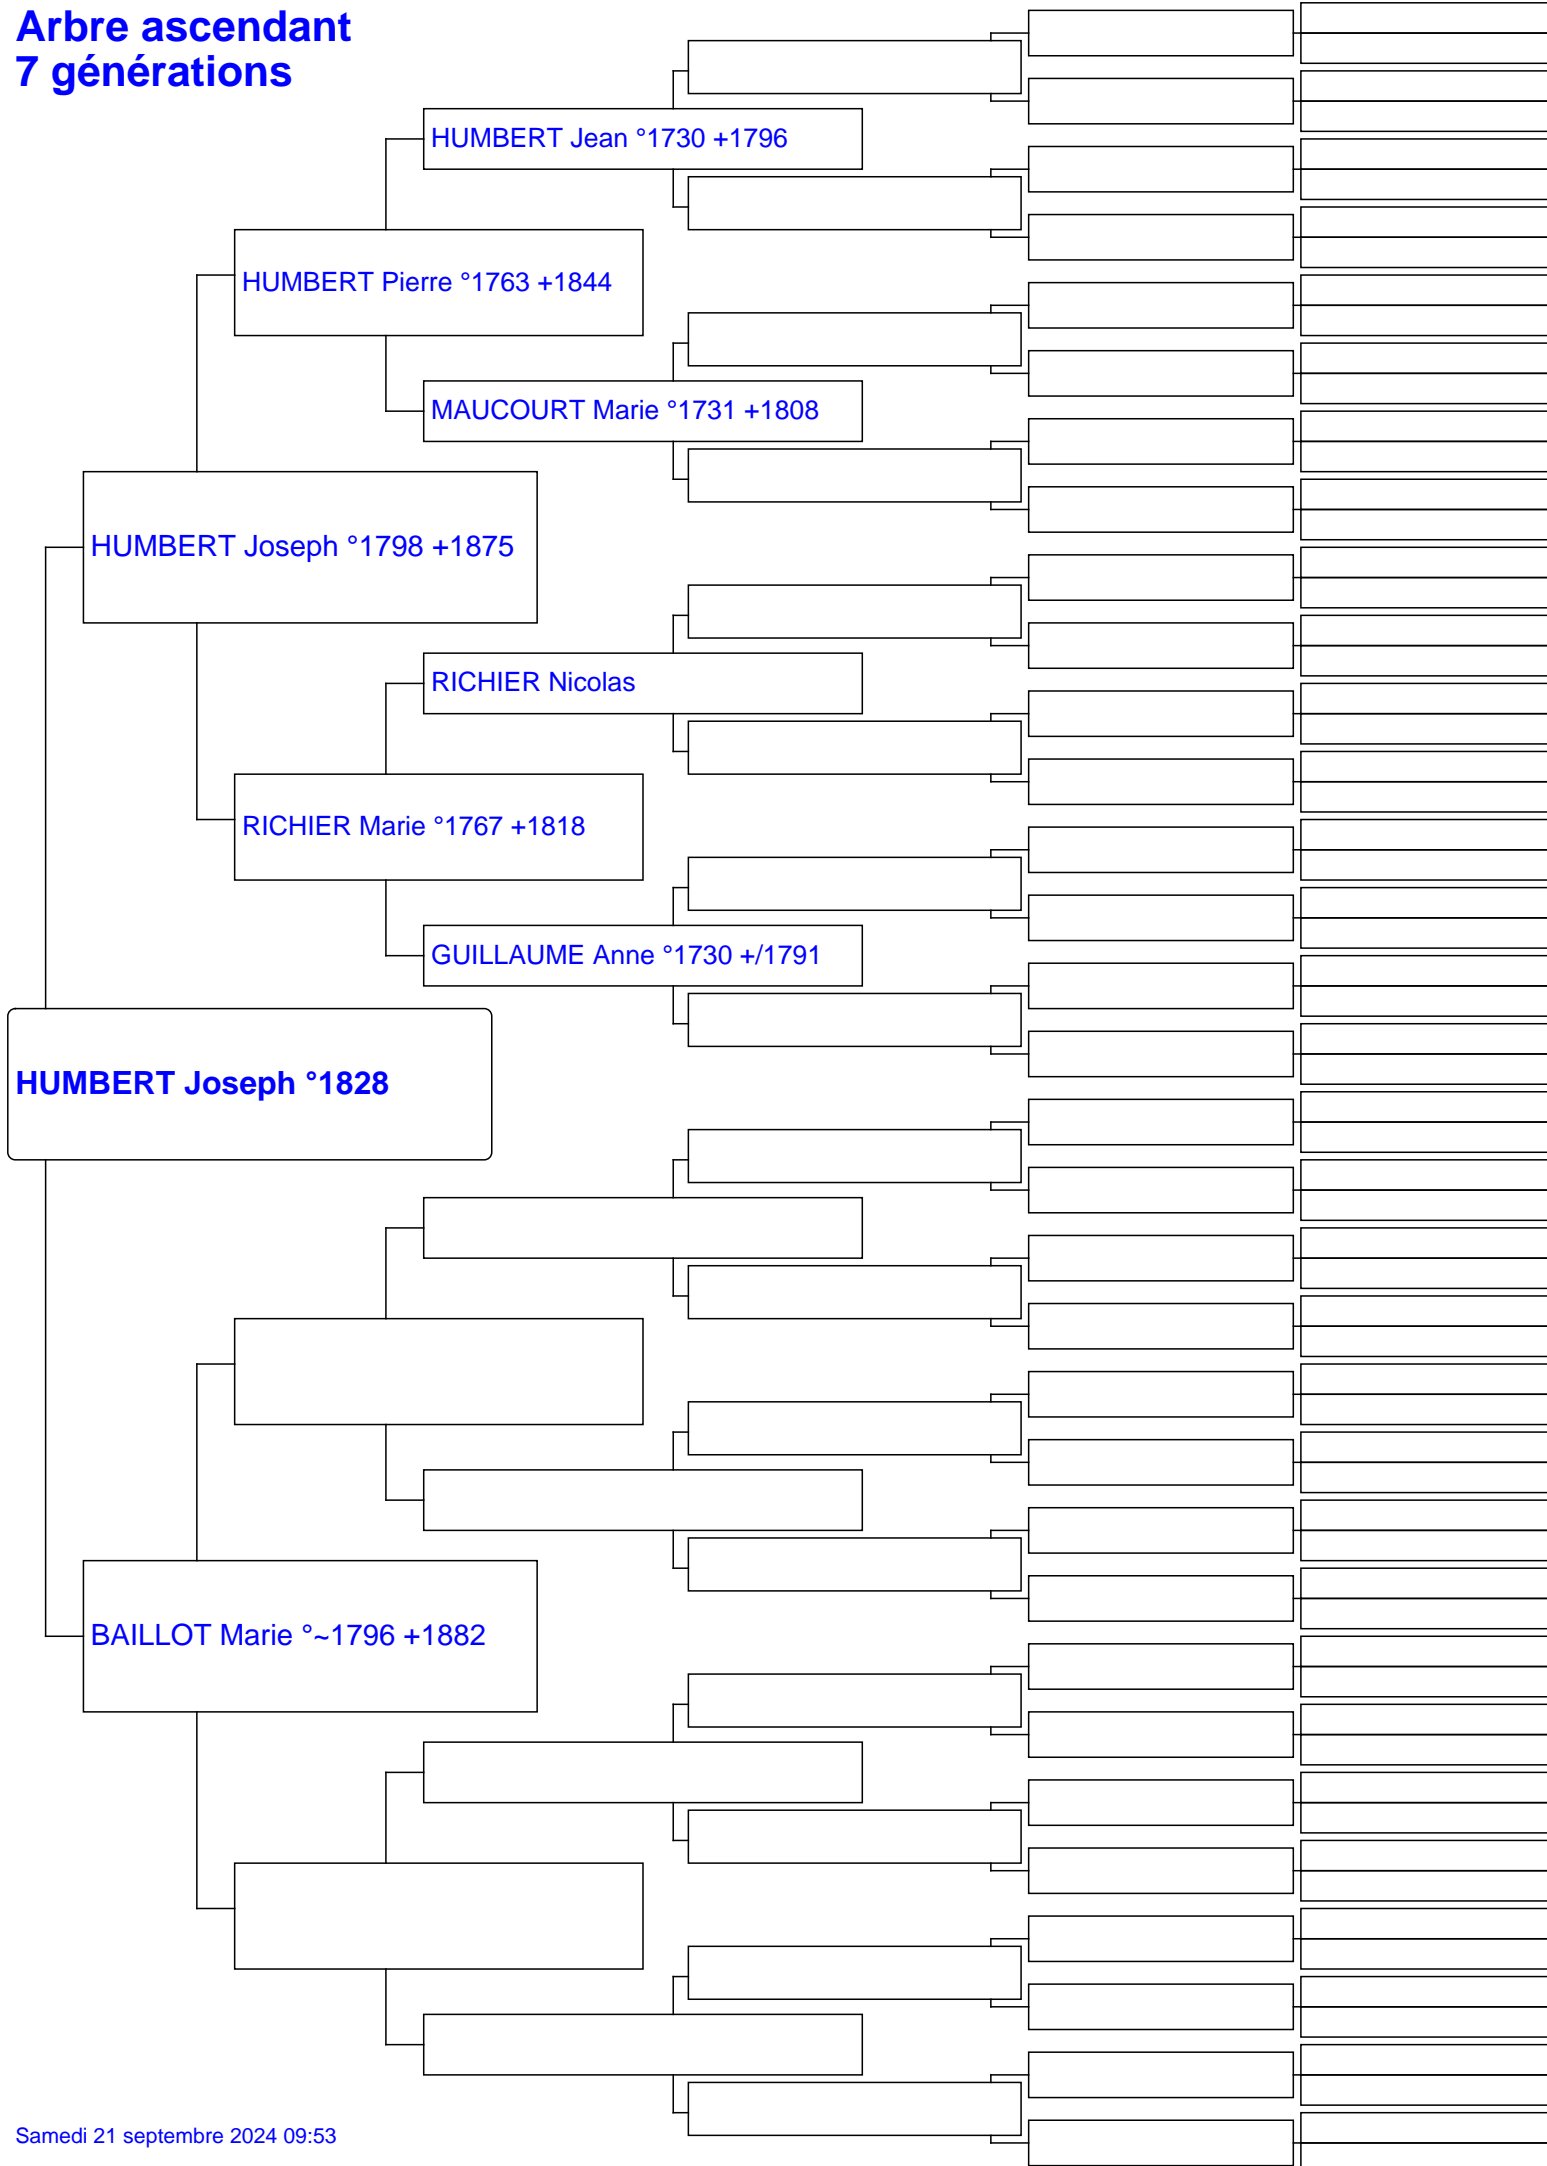 Arbre ascendant
7 générations
HUMBERT Jean °1730 +1796
HUMBERT Pierre °1763 +1844
MAUCOURT Marie °1731 +1808
HUMBERT Joseph °1798 +1875
RICHIER Nicolas
RICHIER Marie °1767 +1818
GUILLAUME Anne °1730 +/1791
HUMBERT Joseph °1828
BAILLOT Marie °~1796 +1882
Samedi 21 septembre 2024 09:53